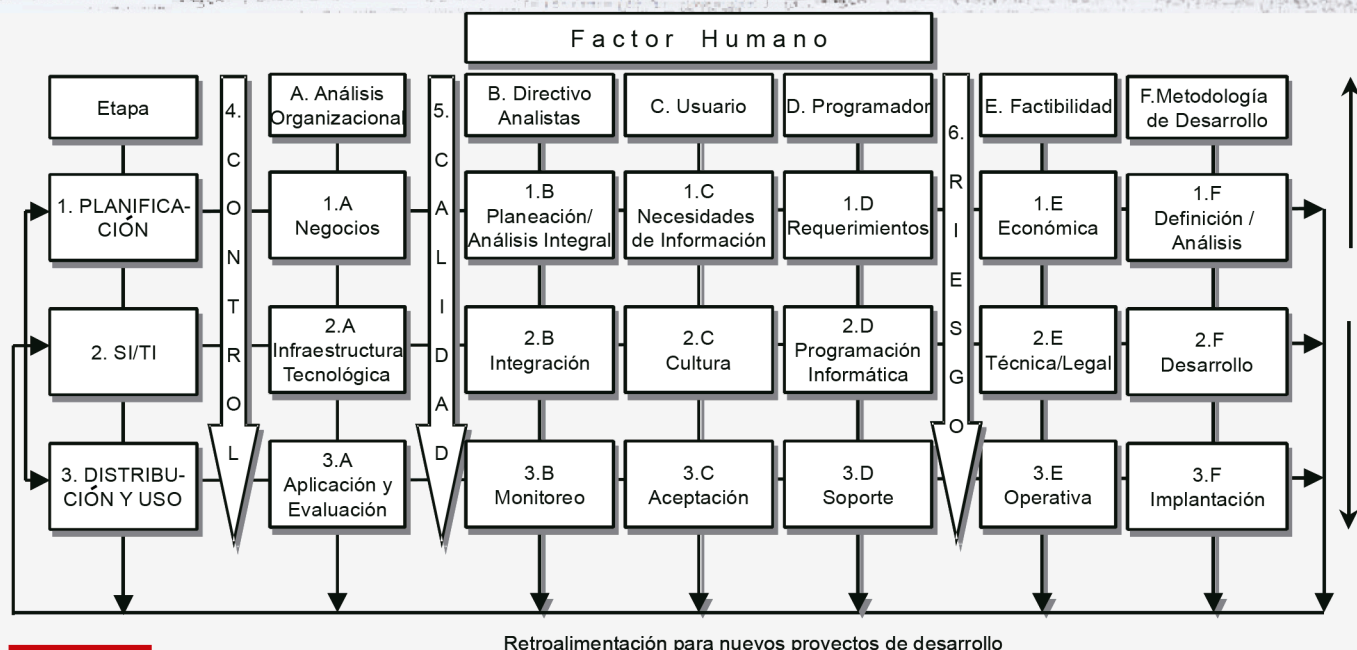 Factor Humano
Etapa
4. CONTROL
A. Análisis
Organizacional
5. CALIDAD
B. Directivo
Analistas
C. Usuario
D. Programador
6. RIESGO
E. Factibilidad
F.Metodología
de Desarrollo
1. PLANIFICA-
CIÓN
1.A
Negocios
1.B
Planeación/
Análisis Integral
1.C
Necesidades
de Información
1.D
Requerimientos
1.E
Económica
1.F
Definición /
Análisis
2. SI/TI
2.A
Infraestructura
Tecnológica
2.B
Integración
2.C
Cultura
2.D
Programación
Informática
2.E
Técnica/Legal
2.F
Desarrollo
3. DISTRIBU-
CIÓN Y USO
3.A
Aplicación y
Evaluación
3.B
Monitoreo
3.C
Aceptación
3.D
Soporte
3.E
Operativa
3.F
Implantación
Retroalimentación para nuevos proyectos de desarrollo